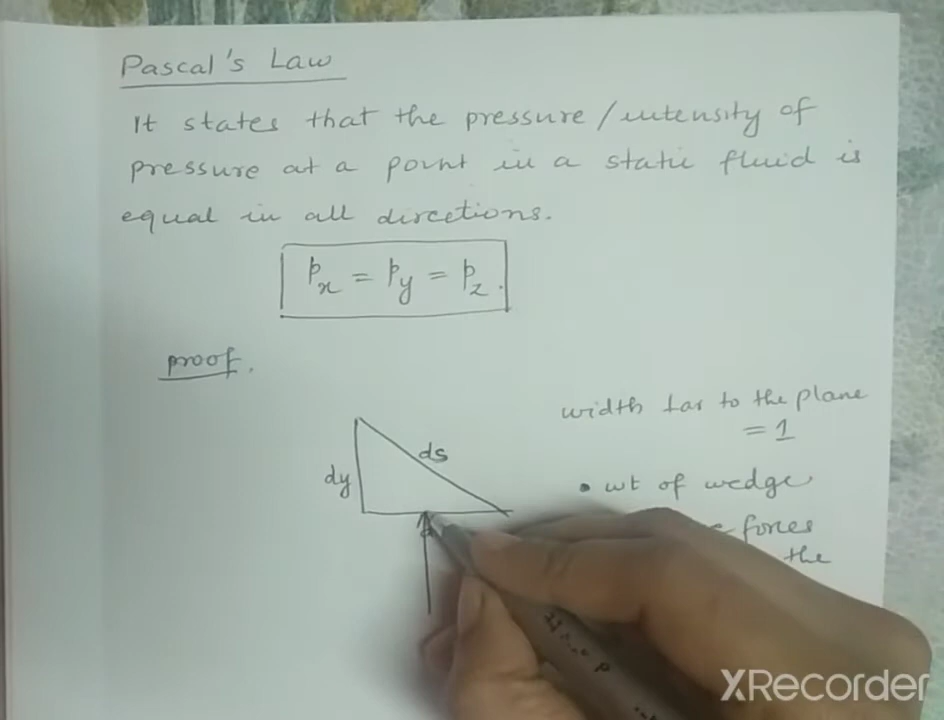 Pascal's Law
It states that the pressure / intensity of
pressure at a point in a static fluid is
equal in all directions.
px = py = pz.
proof.
width lar to the plane
= 1
• wt of wedge
forces
the
dy
ds
XRecorder